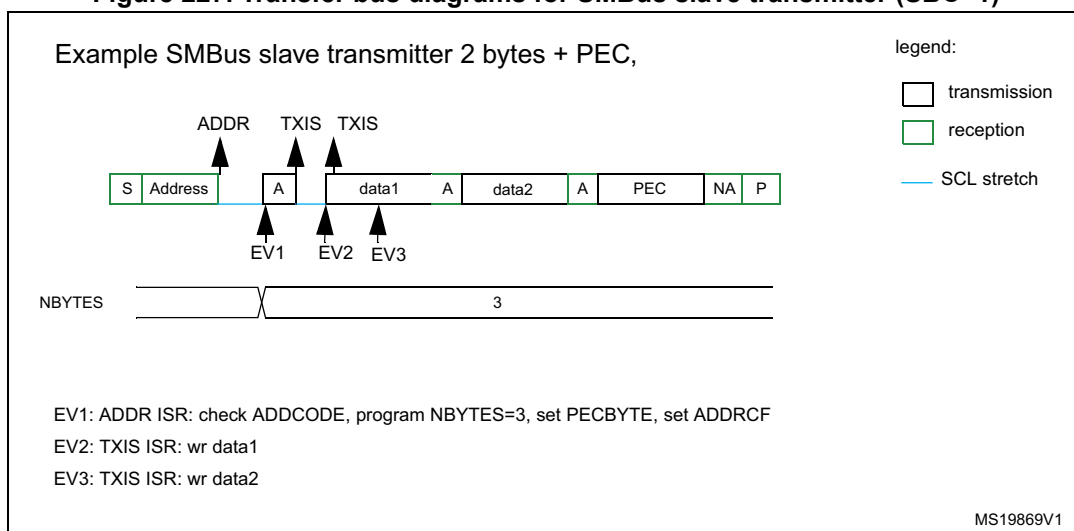 Figure 227. Transfer bus diagrams for SMBus slave transmitter (SBC=1)
Example SMBus slave transmitter 2 bytes + PEC,
legend:
transmission
reception
SCL stretch
ADDR TXIS TXIS
S Address A data1 A data2 A PEC NA P
EV1 EV2 EV3
NBYTES 3
EV1: ADDR ISR: check ADDCODE, program NBYTES=3, set PECBYTE, set ADDRCF
EV2: TXIS ISR: wr data1
EV3: TXIS ISR: wr data2
MS19869V1